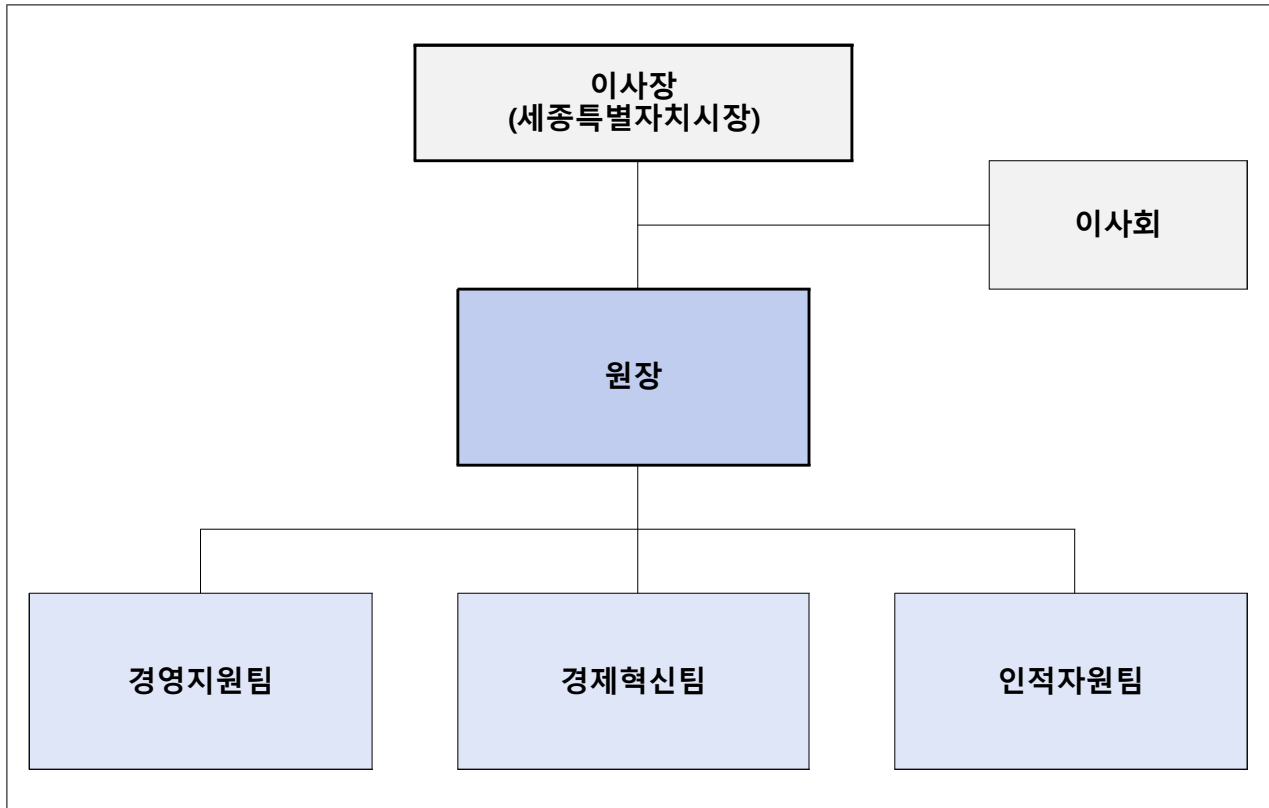 이사장
(세종특별자치시장)
이사회
원장
경영지원팀
경제혁신팀
인적자원팀